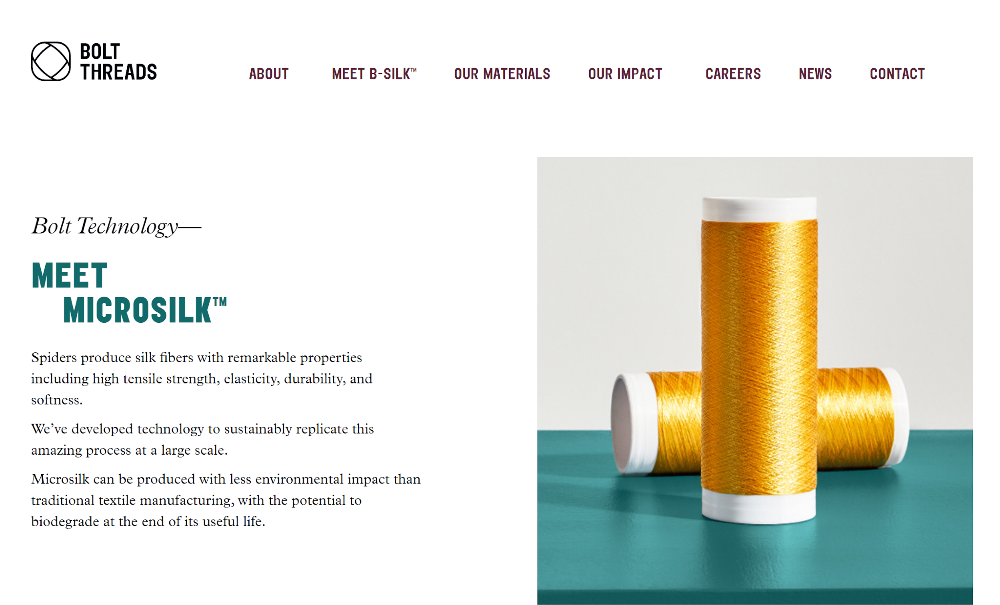 BOLT
THREADS
ABOUT MEET B-SILK™ OUR MATERIALS OUR IMPACT CAREERS NEWS CONTACT
Bolt Technology—
MEET
MICROSILK™
Spiders produce silk fibers with remarkable properties
including high tensile strength, elasticity, durability, and
softness.
We’ve developed technology to sustainably replicate this
amazing process at a large scale.
Microsilk can be produced with less environmental impact than
traditional textile manufacturing, with the potential to
biodegrade at the end of its useful life.